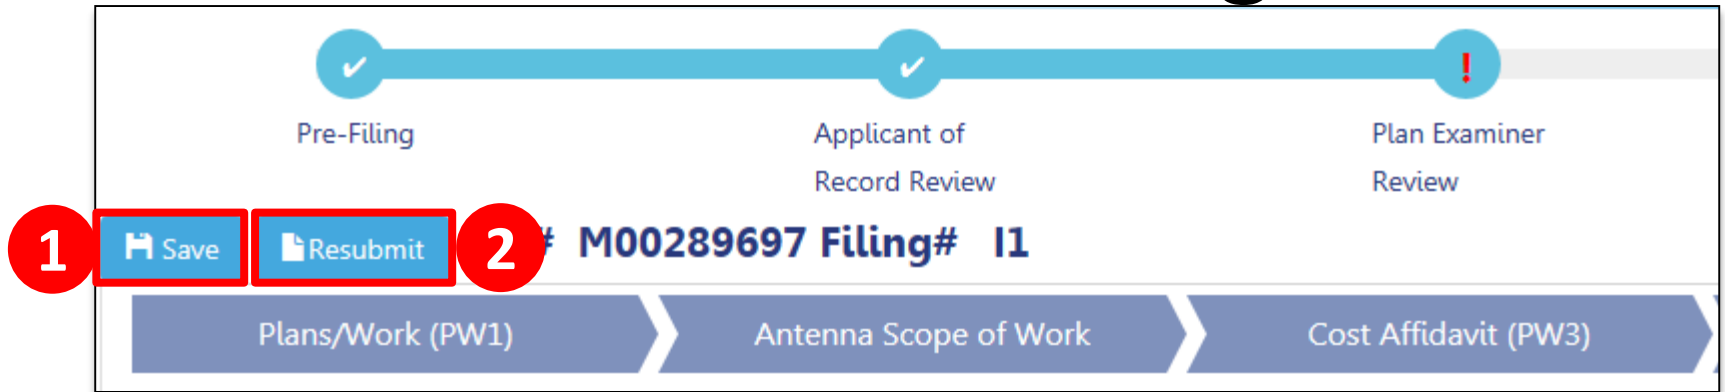 ✔ ✔ !
Pre-Filing Applicant of Plan Examiner
Record Review Review
1 Save Resubmit 2 # M00289697 Filing# I1
Plans/Work (PW1) Antenna Scope of Work Cost Affidavit (PW3)